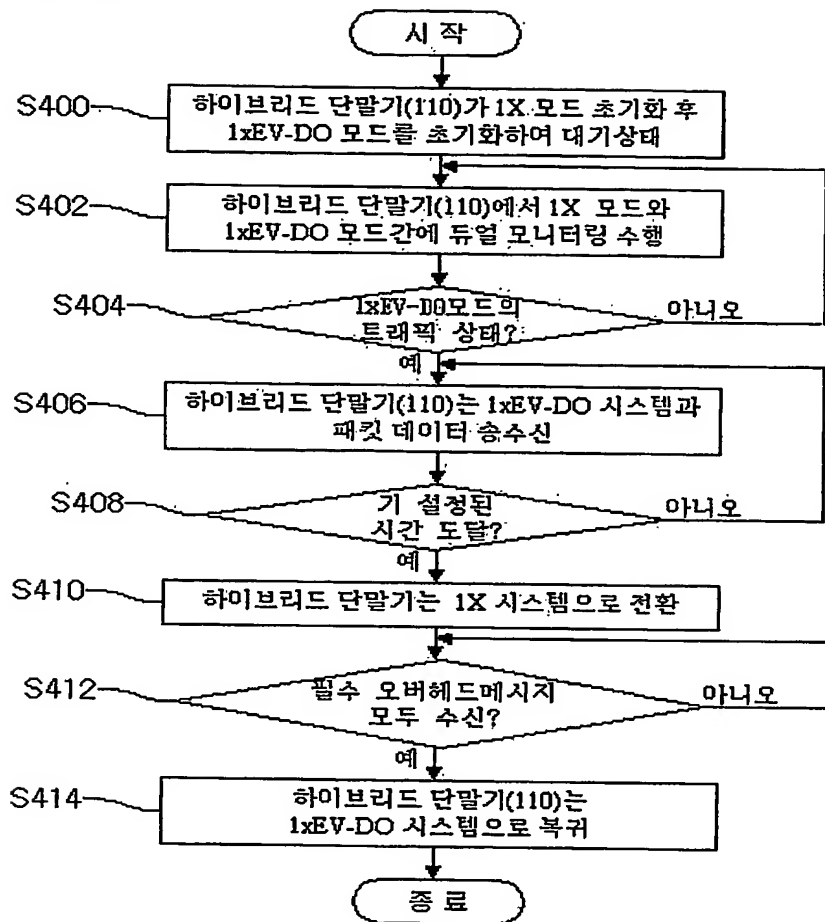 시 작
S400
하이브리드 단말기(110)가 1X 모드 초기화 후
1xEV-DO 모드를 초기화하며 대기상태
S402
하이브리드 단말기(110)에서 1X 모드와
1xEV-DO 모드간에 듀얼 모니터링 수행
S404
1xEV-DO모드의
트래픽 상태?
아니오
예
S406
하이브리드 단말기(110)는 1xEV-DO 시스템과
패킷 데이터 송수신
S408
기 설정된
시간 도달?
아니오
예
S410
하이브리드 단말기는 1X 시스템으로 전환
S412
필수 오버헤드메시지
모두 수신?
아니오
예
S414
하이브리드 단말기(110)는
1xEV-DO 시스템으로 복귀
종 료